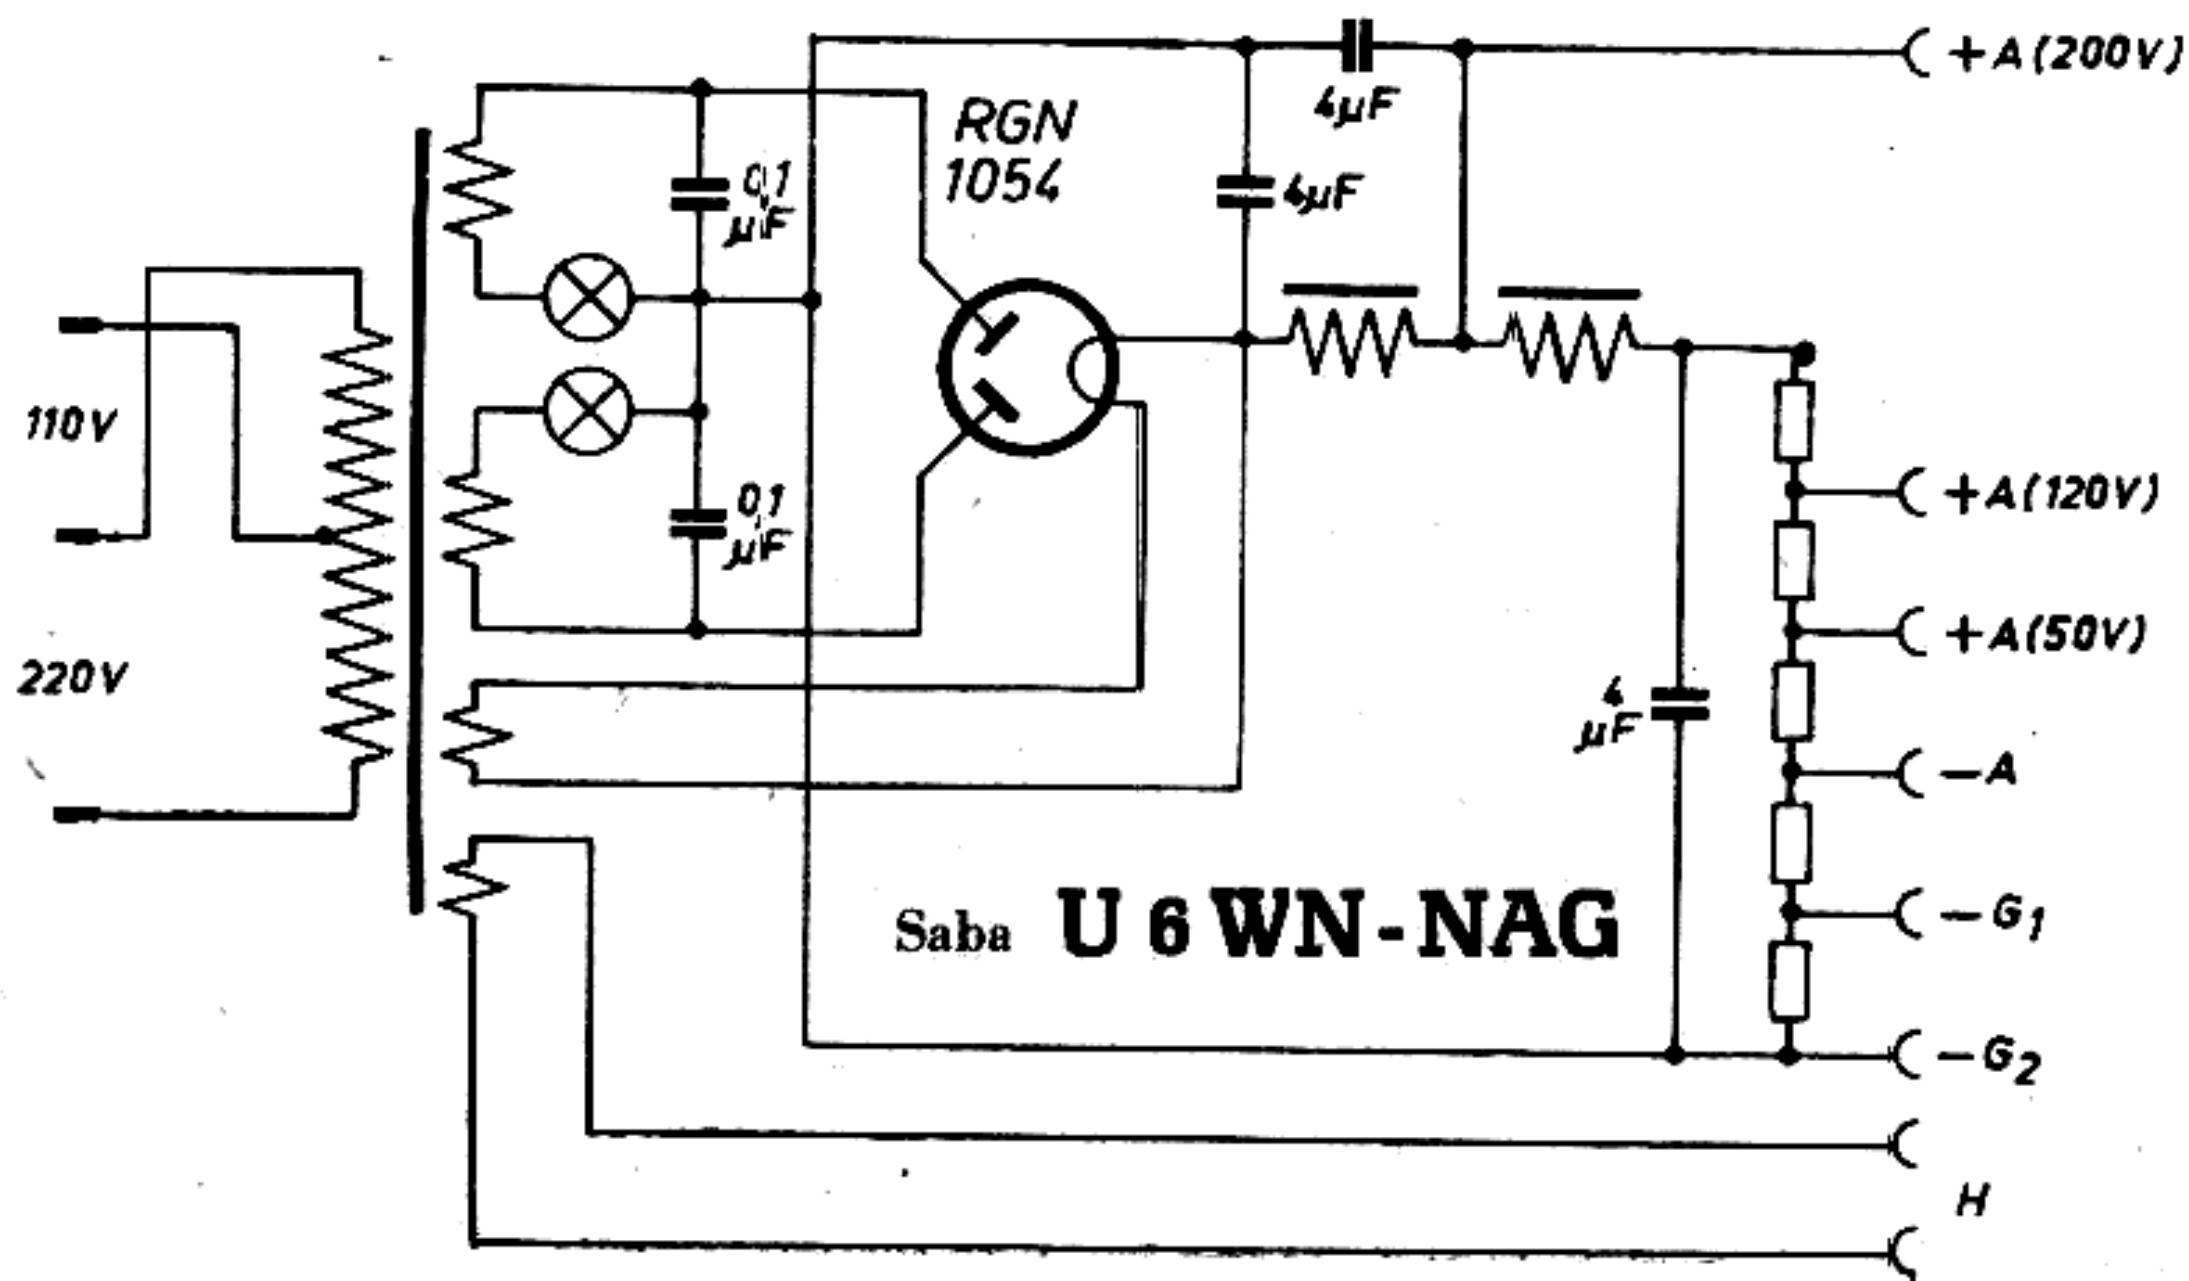 +A(200V)
4µF
RGN
1054
0,1
µF
4µF
110V
0,1
µF
+A(120V)
+A(50V)
220V
4
µF
—A
Saba U 6 WN-NAG
—G1
—G2
H